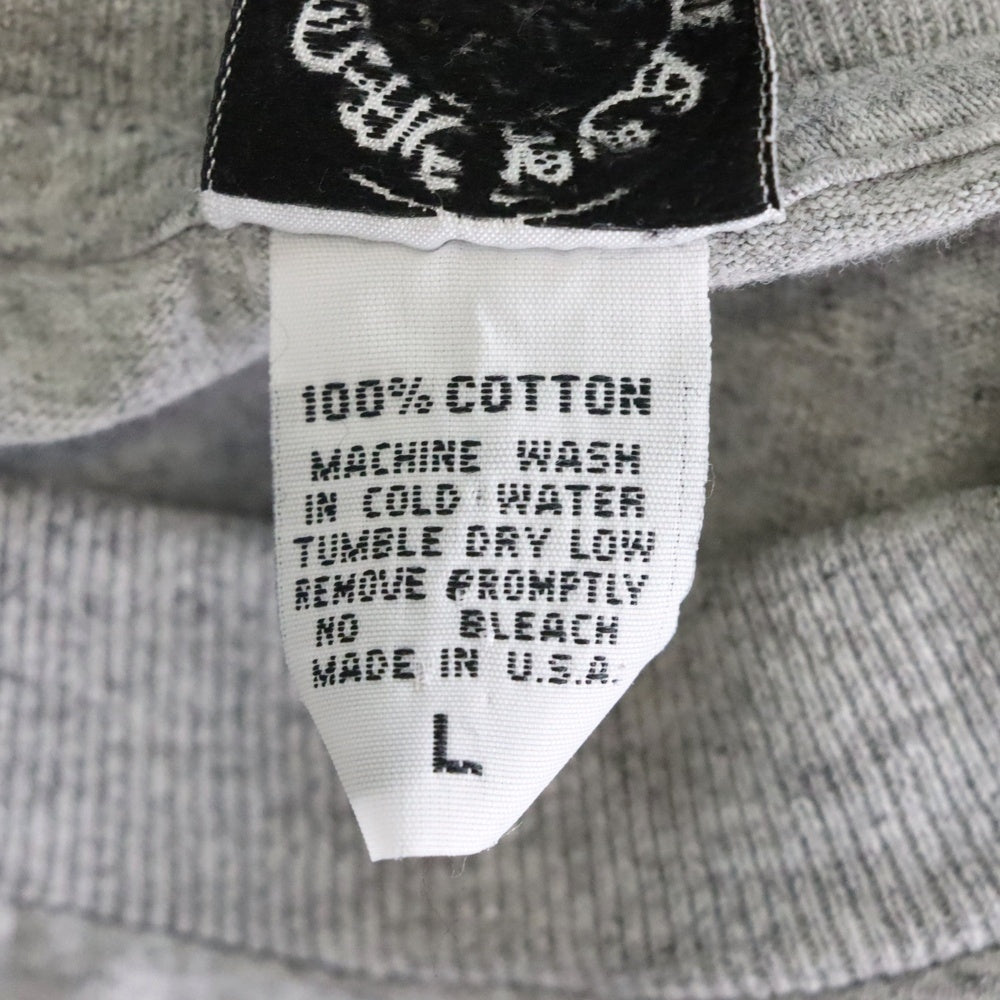 100% COTTON
MACHINE WASH
IN COLD WATER
TUMBLE DRY LOW
REMOVE PROMPTLY
NO BLEACH
MADE IN U.S.A.
L